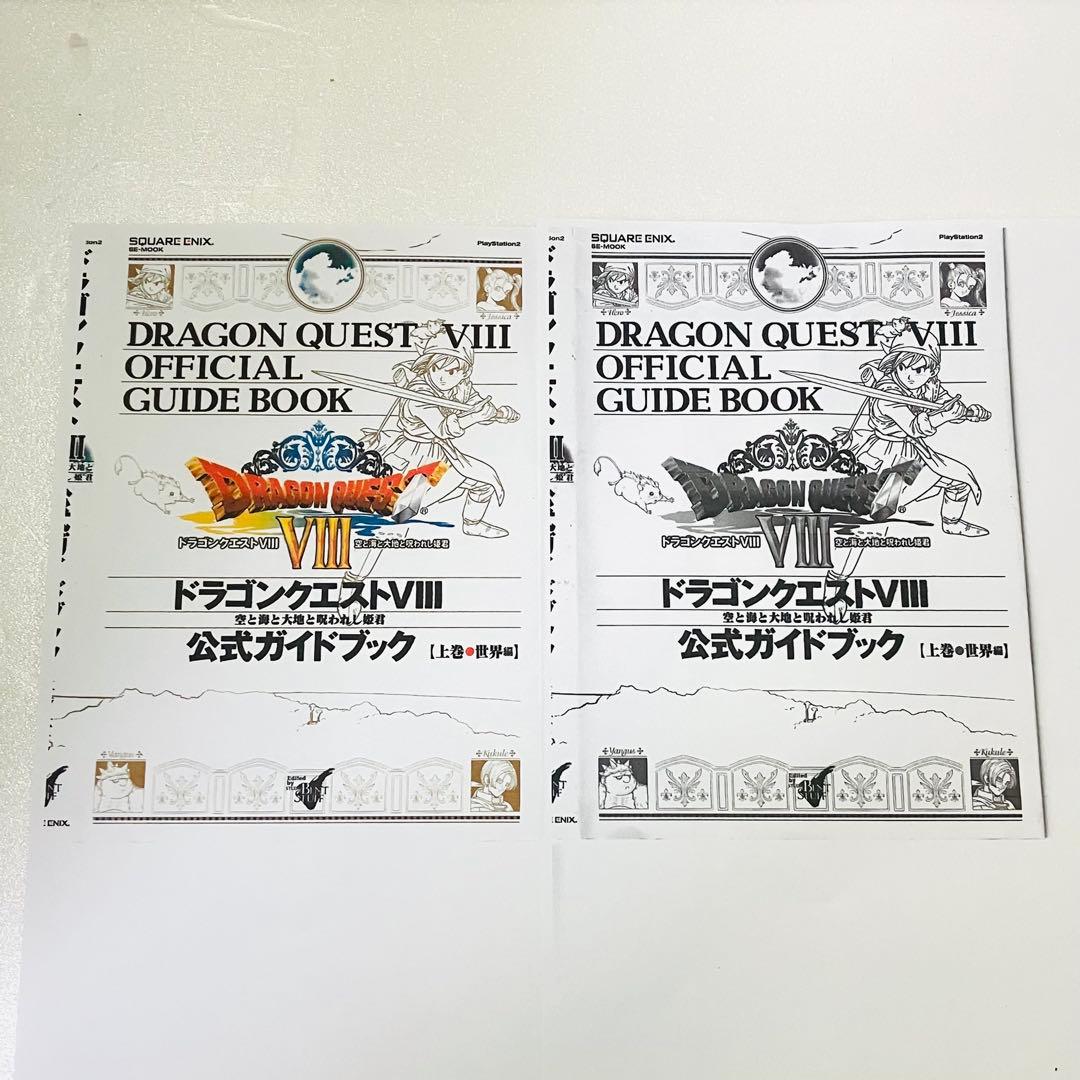 SQUARE ENIX.
SE-MOOK
PlayStation2
Hero
Jessica
DRAGON QUEST VIII
OFFICIAL
GUIDE BOOK
DRAGON QUEST
®
VIII
ドラゴンクエストVIII
空と海と大地と呪われし姫君
ドラゴンクエストVIII
空と海と大地と呪われし姫君
公式ガイドブック
【上巻●世界編】
Yangus
Kukule
Edited
by
STUDIO
BENT
STUFF
ENIX.
SQUARE ENIX.
SE-MOOK
PlayStation2
Hero
Jessica
DRAGON QUEST VIII
OFFICIAL
GUIDE BOOK
DRAGON QUEST
®
VIII
ドラゴンクエストVIII
空と海と大地と呪われし姫君
ドラゴンクエストVIII
空と海と大地と呪われし姫君
公式ガイドブック
【上巻●世界編】
Yangus
Kukule
Edited
by
STUDIO
BENT
STUFF
ENIX.